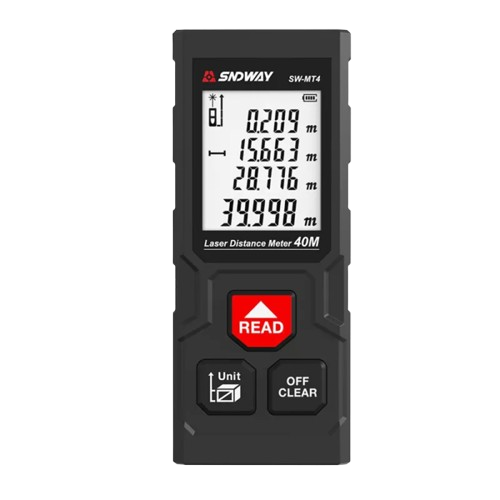 SNDWAY SW-MT4
0.209 m
15.663 m
28.776 m
39.998 m
Laser Distance Meter 40M
READ
Unit
OFF
CLEAR